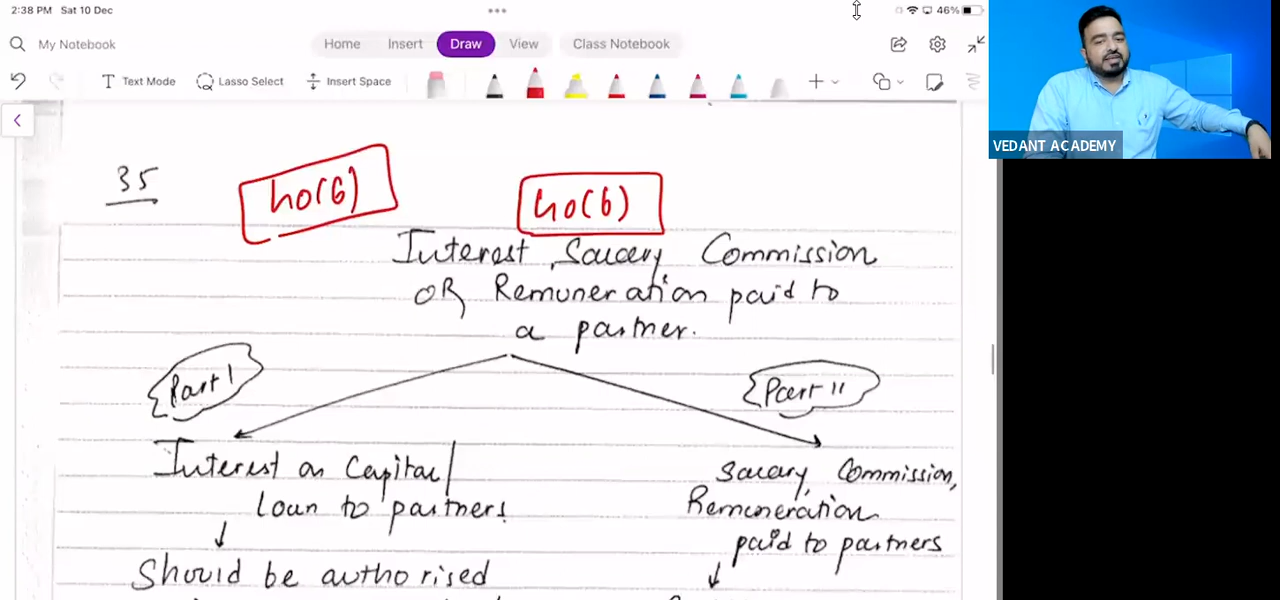 2:38 PM Sat 10 Dec
46%
My Notebook
Home Insert Draw View Class Notebook
Text Mode Lasso Select Insert Space
VEDANT ACADEMY
35
40(b)
40(b)
Interest, Salary Commission
OR Remuneration paid to
a partner.
Part I
Part II
Interest on Capital/
Loan to partners.
Salary, Commission,
Remuneration
paid to partners
Should be authorised